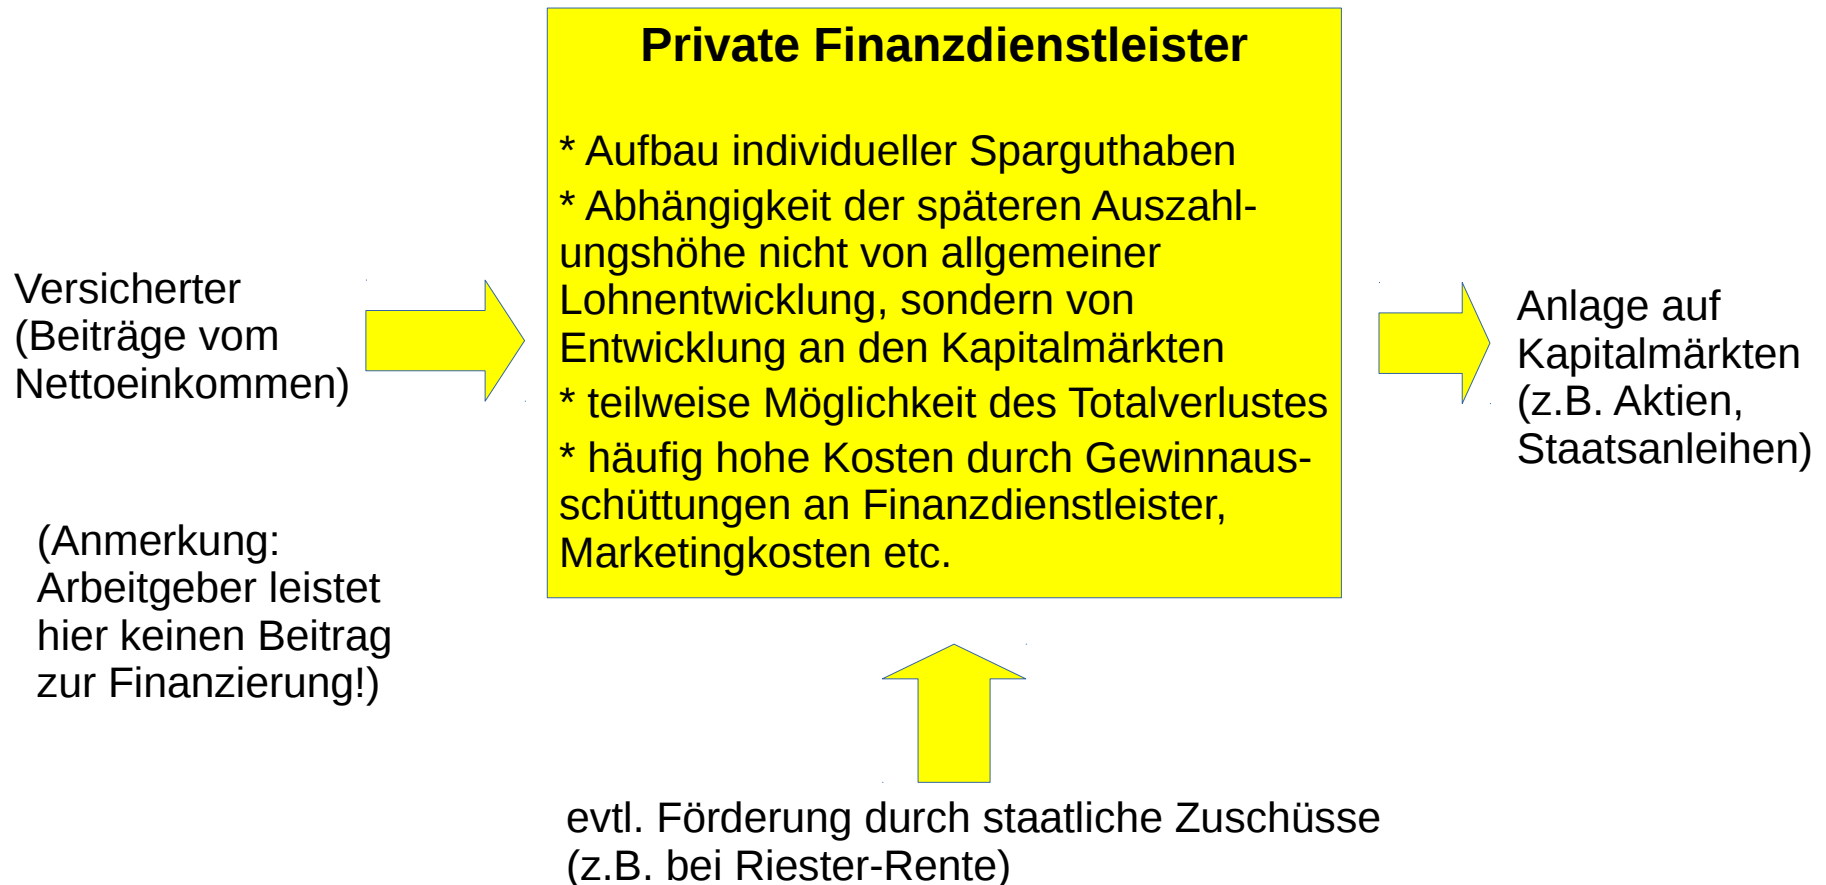 Private Finanzdienstleister
* Aufbau individueller Sparguthaben
* Abhängigkeit der späteren Auszahl-
ungshöhe nicht von allgemeiner
Lohnentwicklung, sondern von
Entwicklung an den Kapitalmärkten
* teilweise Möglichkeit des Totalverlustes
* häufig hohe Kosten durch Gewinnaus-
schüttungen an Finanzdienstleister,
Marketingkosten etc.
Versicherter
(Beiträge vom
Nettoeinkommen)
(Anmerkung:
Arbeitgeber leistet
hier keinen Beitrag
zur Finanzierung!)
Anlage auf
Kapitalmärkten
(z.B. Aktien,
Staatsanleihen)
evtl. Förderung durch staatliche Zuschüsse
(z.B. bei Riester-Rente)